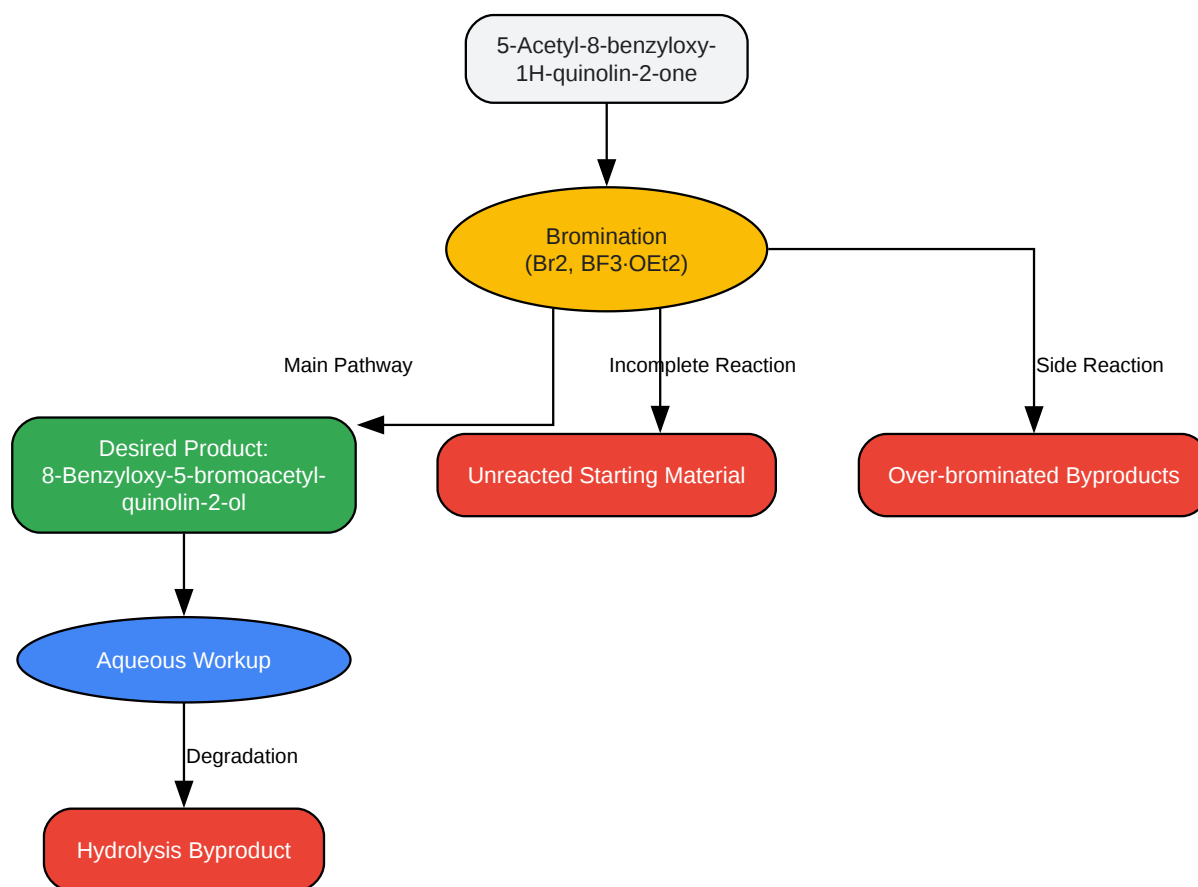 5-Acetyl-8-benzyloxy-
1H-quinolin-2-one
Bromination
(Br2, BF3·OEt2)
Main Pathway
Incomplete Reaction
Side Reaction
Desired Product:
8-Benzyloxy-5-bromoacetyl-
quinolin-2-ol
Unreacted Starting Material
Over-brominated Byproducts
Aqueous Workup
Degradation
Hydrolysis Byproduct